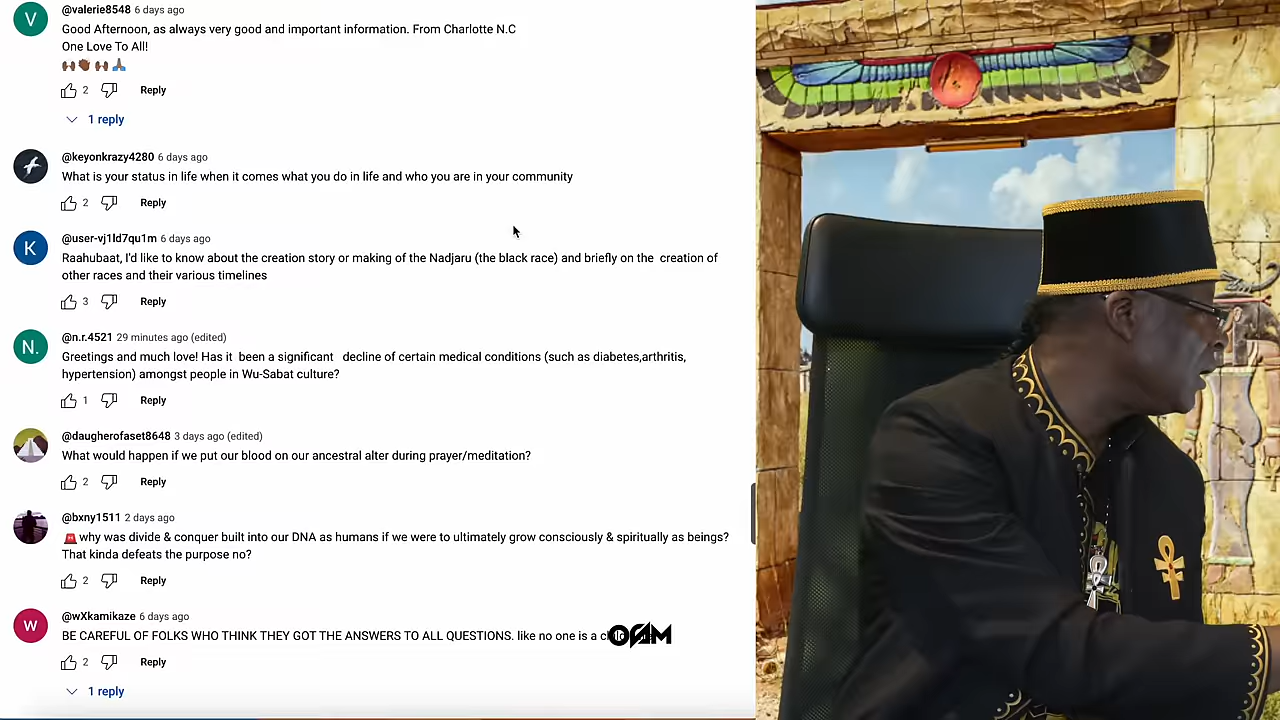 @valerie8548 6 days ago
Good Afternoon, as always very good and important information. From Charlotte N.C
One Love To All!
2 Reply
1 reply
@keyonkrazy4280 6 days ago
What is your status in life when it comes what you do in life and who you are in your community
2 Reply
K
@user-vj1ld7qu1m 6 days ago
Raahubaat, I'd like to know about the creation story or making of the Nadjaru (the black race) and briefly on the creation of
other races and their various timelines
3 Reply
N.
@n.r.4521 29 minutes ago (edited)
Greetings and much love! Has it been a significant decline of certain medical conditions (such as diabetes,arthritis,
hypertension) amongst people in Wu-Sabat culture?
1 Reply
@daugherofaset8648 3 days ago (edited)
What would happen if we put our blood on our ancestral alter during prayer/meditation?
2 Reply
@bxny1511 2 days ago
why was divide & conquer built into our DNA as humans if we were to ultimately grow consciously & spiritually as beings?
That kinda defeats the purpose no?
2 Reply
W
@wXkamikaze 6 days ago
BE CAREFUL OF FOLKS WHO THINK THEY GOT THE ANSWERS TO ALL QUESTIONS. like no one is a
2 Reply
1 reply
V